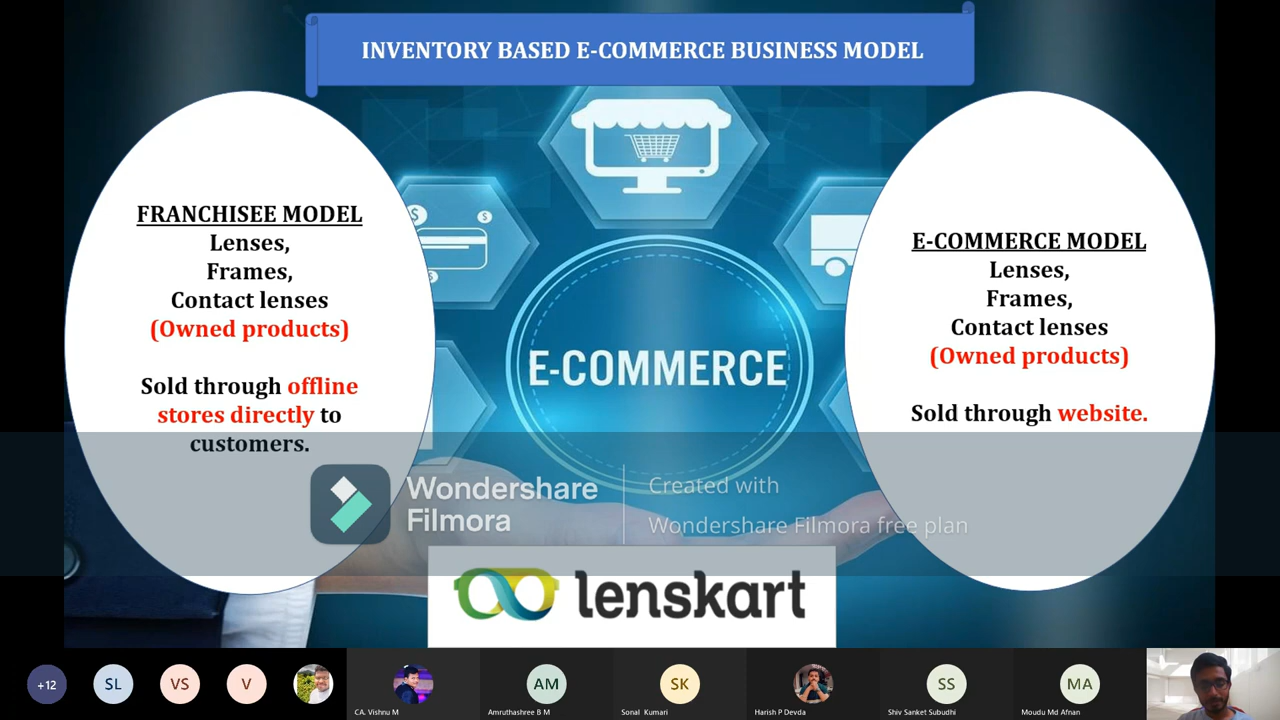 INVENTORY BASED E-COMMERCE BUSINESS MODEL
FRANCHISEE MODEL
Lenses,
Frames,
Contact lenses
(Owned products)
Sold through offline
stores directly to
customers.
E-COMMERCE
E-COMMERCE MODEL
Lenses,
Frames,
Contact lenses
(Owned products)
Sold through website.
Wondershare
Filmora
Created with
Wondershare Filmora free plan
lenskart
+12
SL
VS
V
CA. Vishnu M
AM
Amruthashree B M
SK
Sonal Kumari
Harish P Devda
SS
Shiv Sanket Subudhi
MA
Moudu Md Afnan